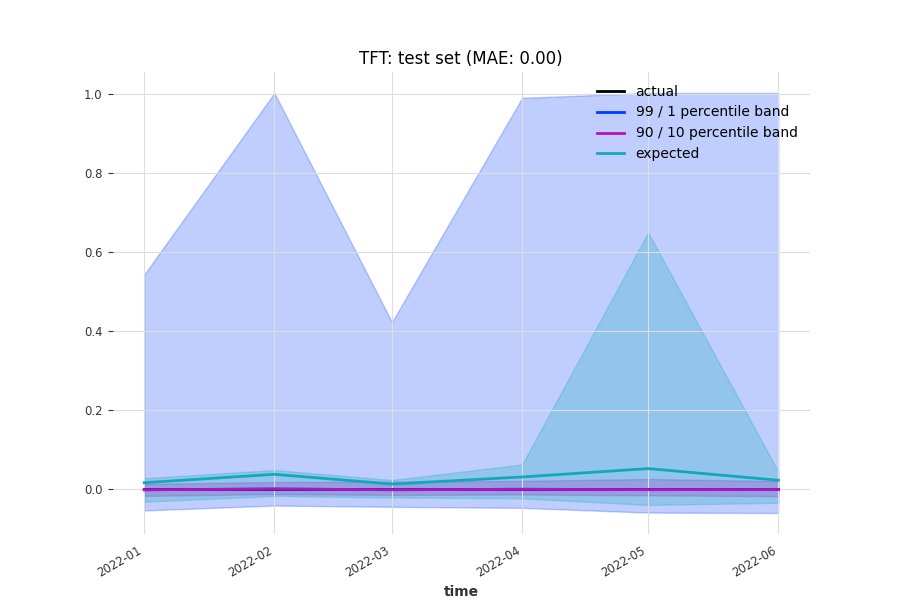 TFT: test set (MAE: 0.00)
actual
99 / 1 percentile band
90 / 10 percentile band
expected
1.0
0.8
0.6
0.4
0.2
0.0
2022-01
2022-02
2022-03
2022-04
2022-05
2022-06
time